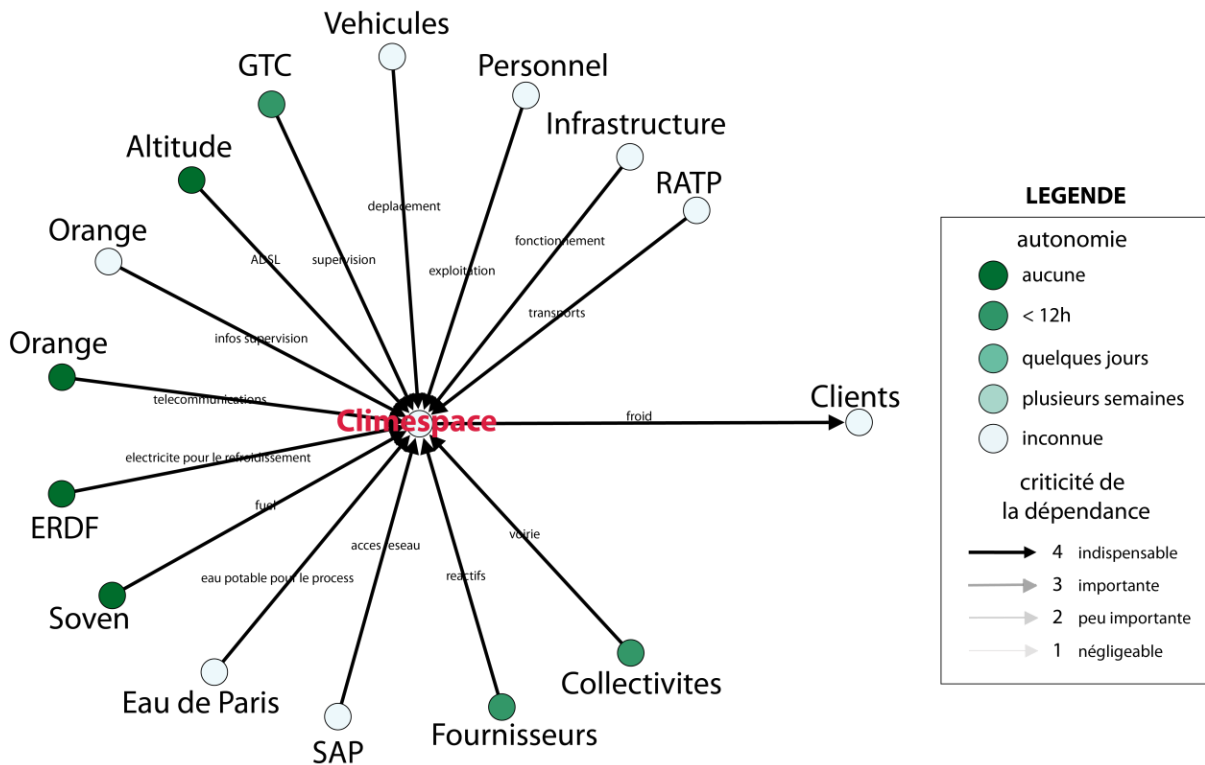 Vehicules
GTC
Personnel
Infrastructure
Altitude
RATP
LEGENDE
deplacement
autonomie
Orange
fonctionnement
ADSL
supervision
exploitation
aucune
transports
< 12h
infos supervision
Orange
quelques jours
telecommunications
Clients
plusieurs semaines
Climespace
froid
inconnue
electricite pour le refroidissement
criticité de
la dépendance
ERDF
fuel
voirie
acces reseau
4 indispensable
eau potable pour le process
reactifs
3 importante
Soven
2 peu importante
1 négligeable
Collectivites
Eau de Paris
Fournisseurs
SAP